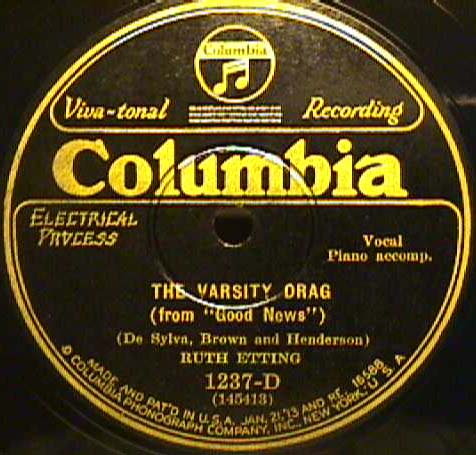 Columbia
Viva-tonal Recording
Columbia
ELECTRICAL
PROCESS
Vocal
Piano accomp.
THE VARSITY DRAG
(from "Good News")
(De Sylva, Brown and Henderson)
RUTH ETTING
1237-D
(145413)
MADE AND PAT'D IN U.S.A. JAN. 21, '13 AND RE. 16588
COLUMBIA PHONOGRAPH COMPANY, INC., NEW YORK, U.S.A.